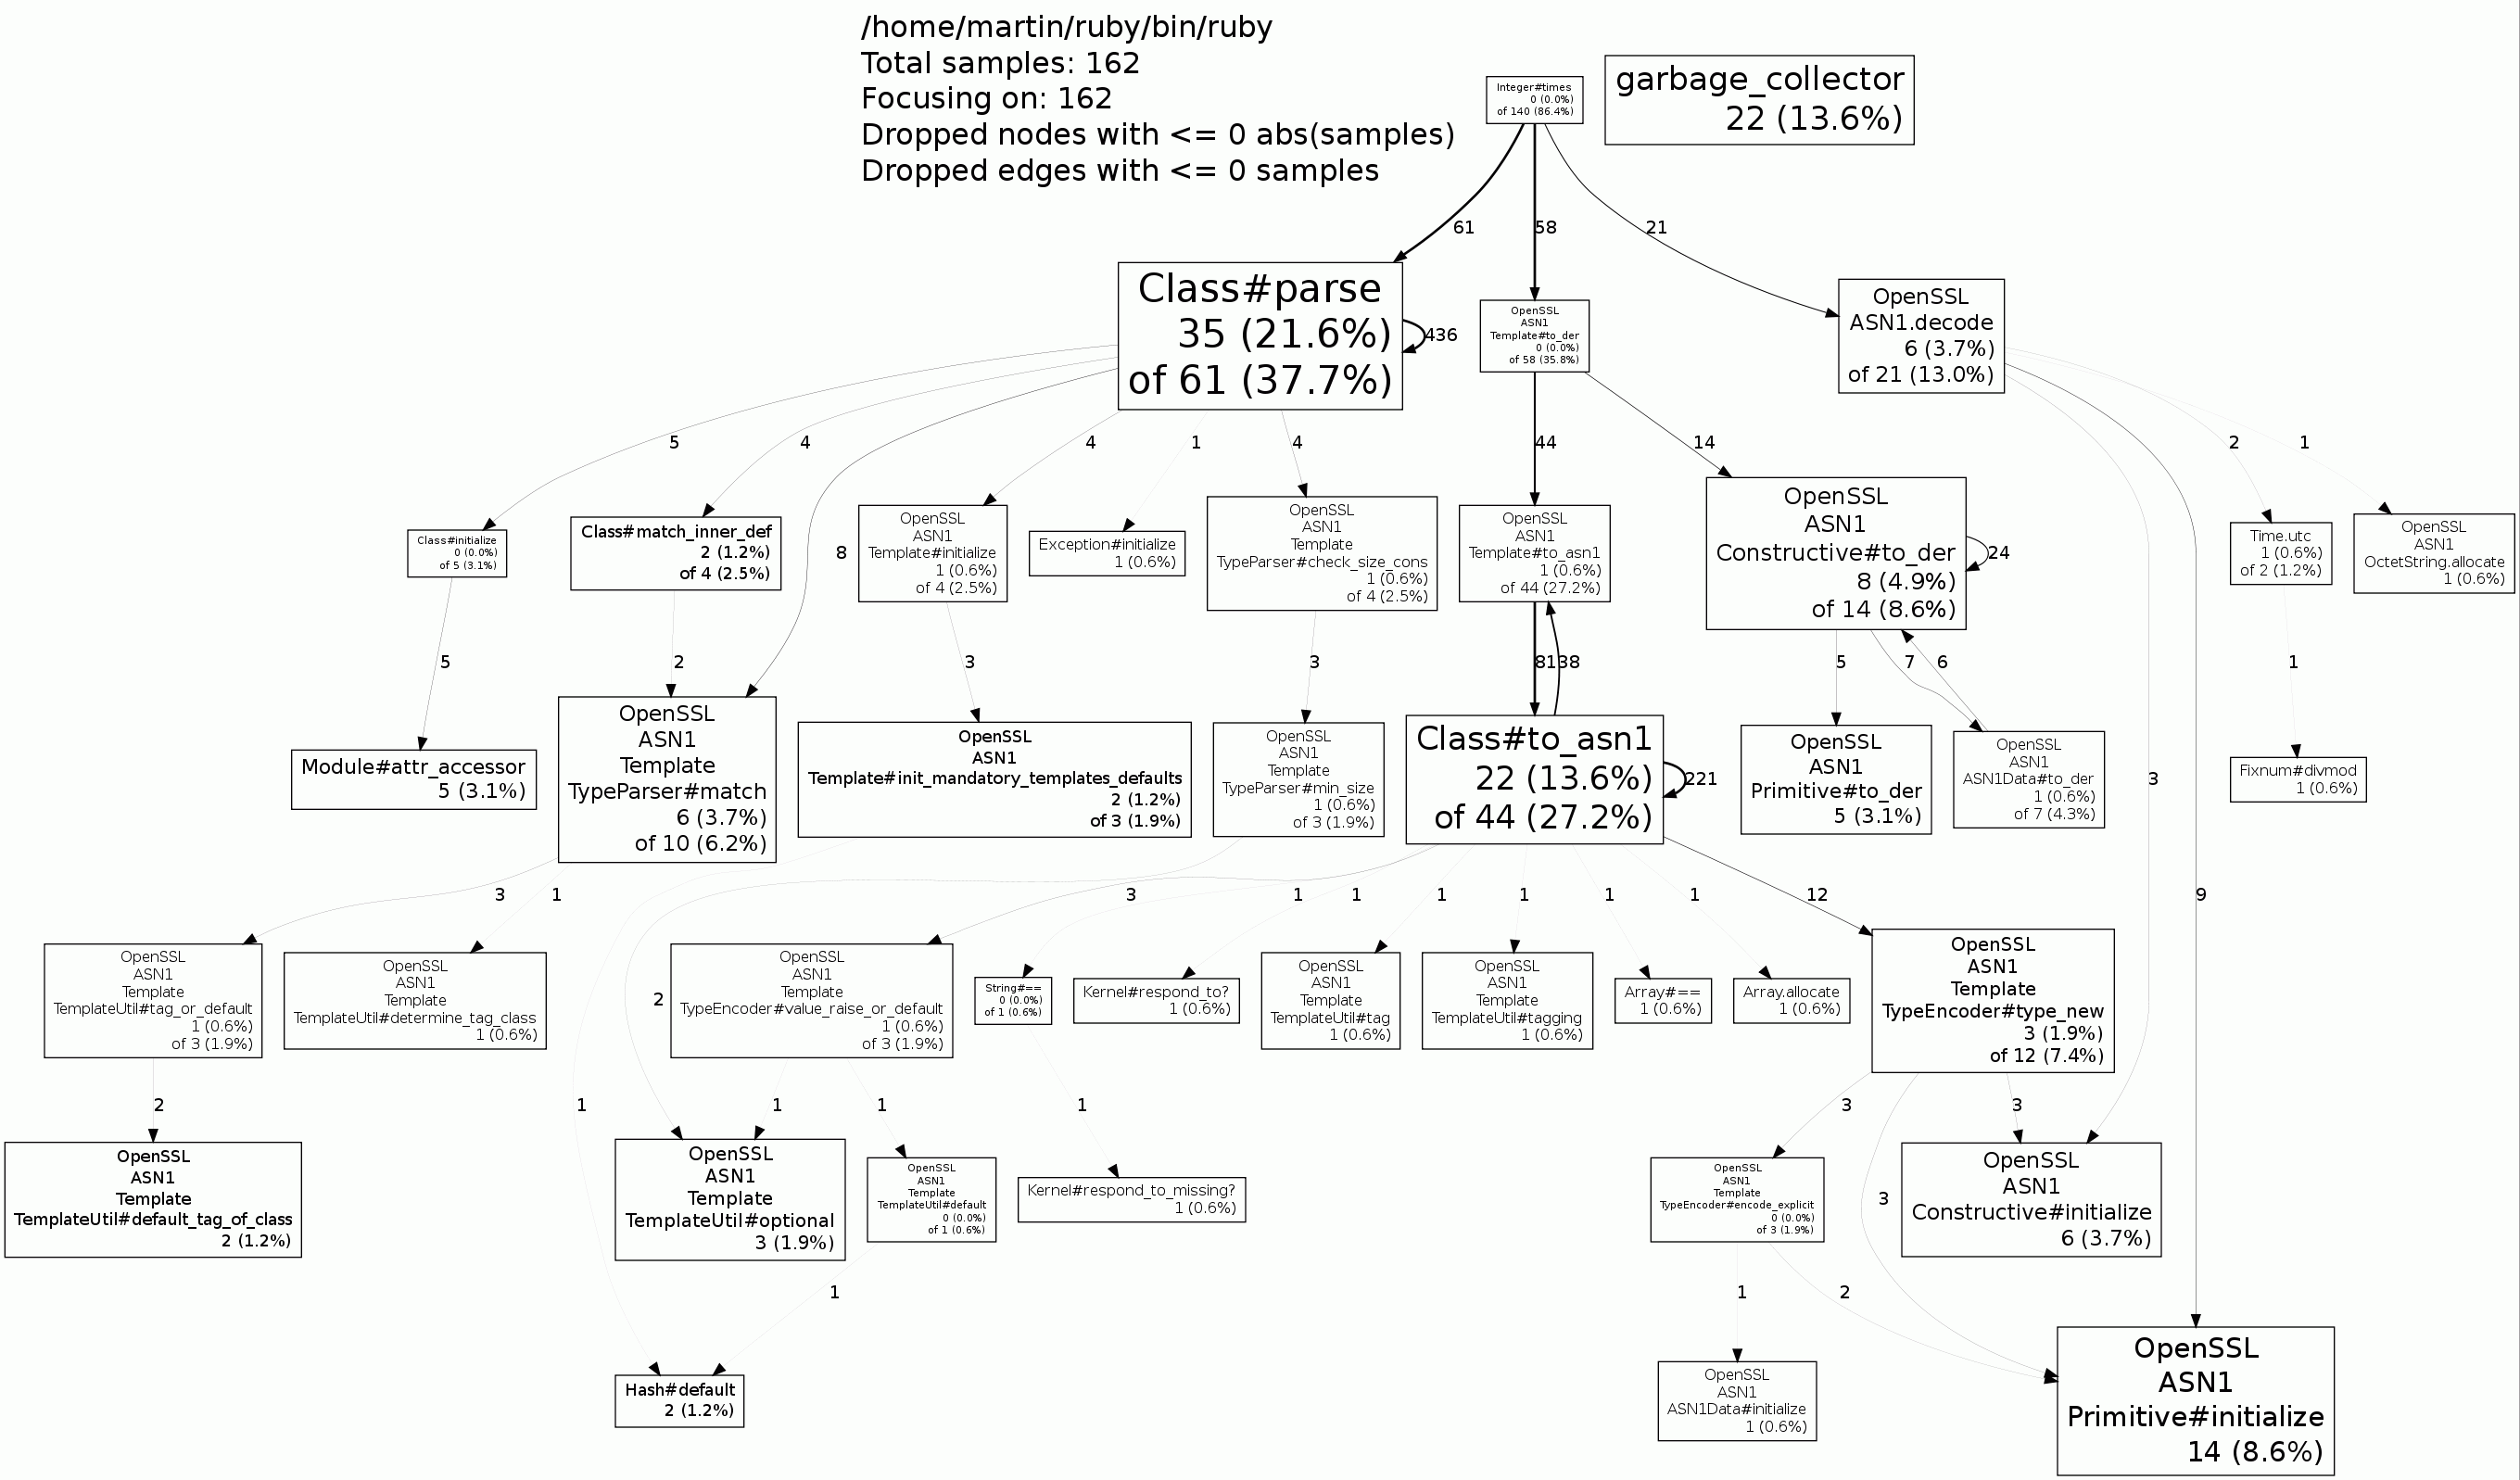 /home/martin/ruby/bin/ruby
Total samples: 162
Focusing on: 162
Dropped nodes with <= 0 abs(samples)
Dropped edges with <= 0 samples
Integer#times
0 (0.0%)
of 140 (86.4%)
garbage_collector
22 (13.6%)
61
58
21
Class#parse
35 (21.6%)
of 61 (37.7%)
436
OpenSSL
ASN1
Template#to_der
0 (0.0%)
of 58 (35.8%)
OpenSSL
ASN1.decode
6 (3.7%)
of 21 (13.0%)
5
4
8
4
1
4
44
14
2
1
Class#initialize
0 (0.0%)
of 5 (3.1%)
Class#match_inner_def
2 (1.2%)
of 4 (2.5%)
OpenSSL
ASN1
Template#initialize
1 (0.6%)
of 4 (2.5%)
Exception#initialize
1 (0.6%)
OpenSSL
ASN1
Template
TypeParser#check_size_cons
1 (0.6%)
of 4 (2.5%)
OpenSSL
ASN1
Template#to_asn1
1 (0.6%)
of 44 (27.2%)
OpenSSL
ASN1
Constructive#to_der
8 (4.9%)
of 14 (8.6%)
24
Time.utc
1 (0.6%)
of 2 (1.2%)
OpenSSL
ASN1
OctetString.allocate
1 (0.6%)
5
2
3
3
81
38
5
7
6
1
Module#attr_accessor
5 (3.1%)
OpenSSL
ASN1
Template
TypeParser#match
6 (3.7%)
of 10 (6.2%)
OpenSSL
ASN1
Template#init_mandatory_templates_defaults
2 (1.2%)
of 3 (1.9%)
OpenSSL
ASN1
Template
TypeParser#min_size
1 (0.6%)
of 3 (1.9%)
Class#to_asn1
22 (13.6%)
of 44 (27.2%)
221
OpenSSL
ASN1
Primitive#to_der
5 (3.1%)
OpenSSL
ASN1
ASN1Data#to_der
1 (0.6%)
of 7 (4.3%)
3
Fixnum#divmod
1 (0.6%)
3
1
3
1
1
1
1
1
1
12
9
OpenSSL
ASN1
Template
TemplateUtil#tag_or_default
1 (0.6%)
of 3 (1.9%)
OpenSSL
ASN1
Template
TemplateUtil#determine_tag_class
1 (0.6%)
2
OpenSSL
ASN1
Template
TypeEncoder#value_raise_or_default
1 (0.6%)
of 3 (1.9%)
String#==
0 (0.0%)
of 1 (0.6%)
Kernel#respond_to?
1 (0.6%)
OpenSSL
ASN1
Template
TemplateUtil#tag
1 (0.6%)
OpenSSL
ASN1
Template
TemplateUtil#tagging
1 (0.6%)
Array#==
1 (0.6%)
Array.allocate
1 (0.6%)
OpenSSL
ASN1
Template
TypeEncoder#type_new
3 (1.9%)
of 12 (7.4%)
2
1
1
1
1
3
3
OpenSSL
ASN1
Template
TemplateUtil#default_tag_of_class
2 (1.2%)
OpenSSL
ASN1
Template
TemplateUtil#optional
3 (1.9%)
OpenSSL
ASN1
Template
TemplateUtil#default
0 (0.0%)
of 1 (0.6%)
Kernel#respond_to_missing?
1 (0.6%)
OpenSSL
ASN1
Template
TypeEncoder#encode_explicit
0 (0.0%)
of 3 (1.9%)
3
OpenSSL
ASN1
Constructive#initialize
6 (3.7%)
1
1
2
Hash#default
2 (1.2%)
OpenSSL
ASN1
ASN1Data#initialize
1 (0.6%)
OpenSSL
ASN1
Primitive#initialize
14 (8.6%)